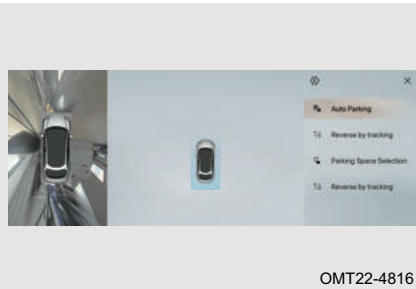 Auto Parking
Reverse by tracking
Parking Space Selection
Reverse by tracking
OMT22-4816